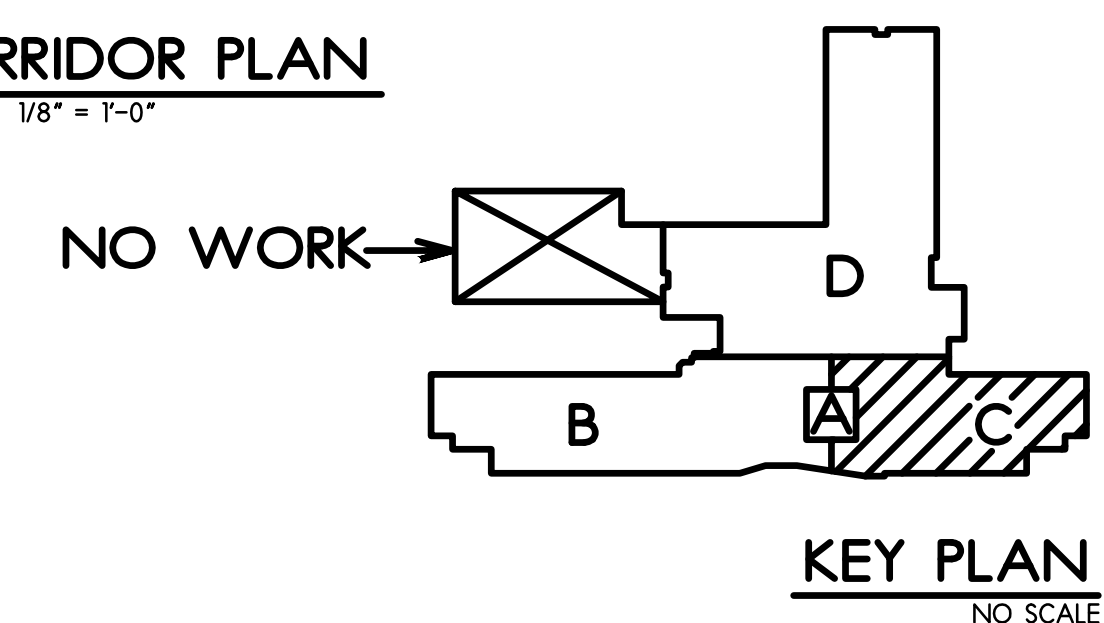 RRIDOR PLAN
1/8" = 1'-0"
NO WORK
D
B
A
C
KEY PLAN
NO SCALE